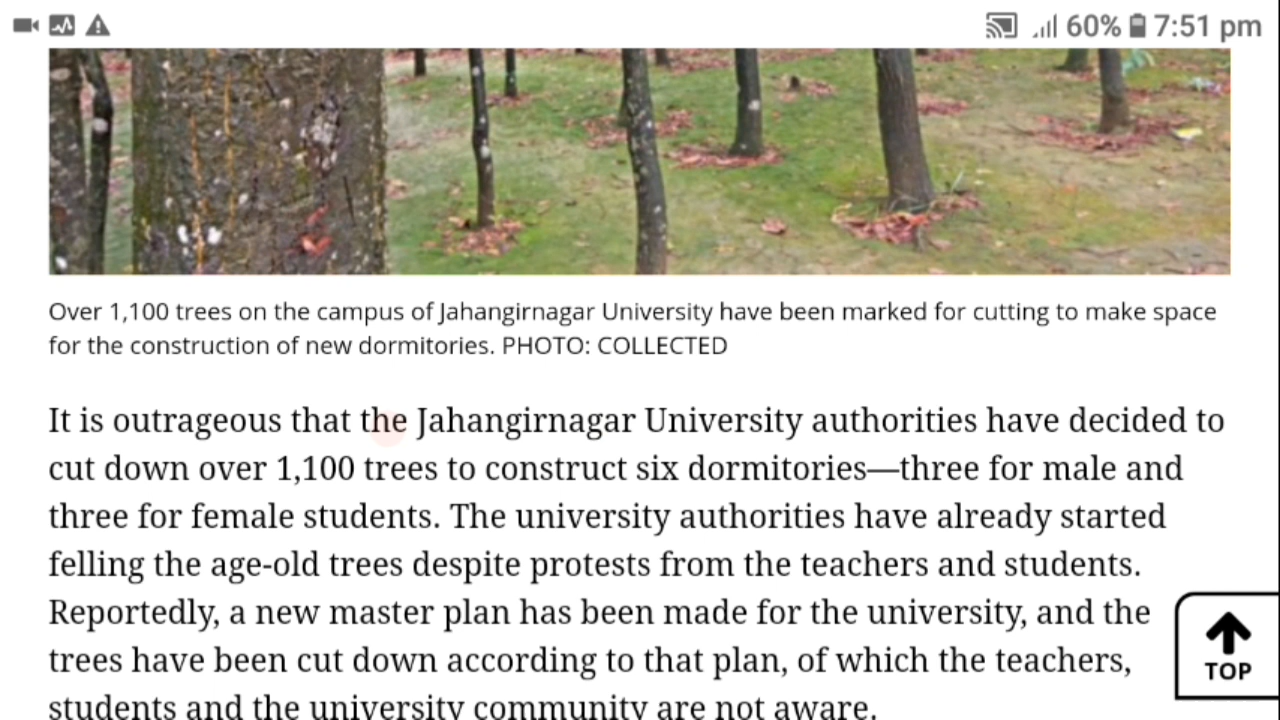 60% 7:51 pm
Over 1,100 trees on the campus of Jahangirnagar University have been marked for cutting to make space
for the construction of new dormitories. PHOTO: COLLECTED
It is outrageous that the Jahangirnagar University authorities have decided to
cut down over 1,100 trees to construct six dormitories—three for male and
three for female students. The university authorities have already started
felling the age-old trees despite protests from the teachers and students.
Reportedly, a new master plan has been made for the university, and the
trees have been cut down according to that plan, of which the teachers,
students and the university community are not aware.
TOP